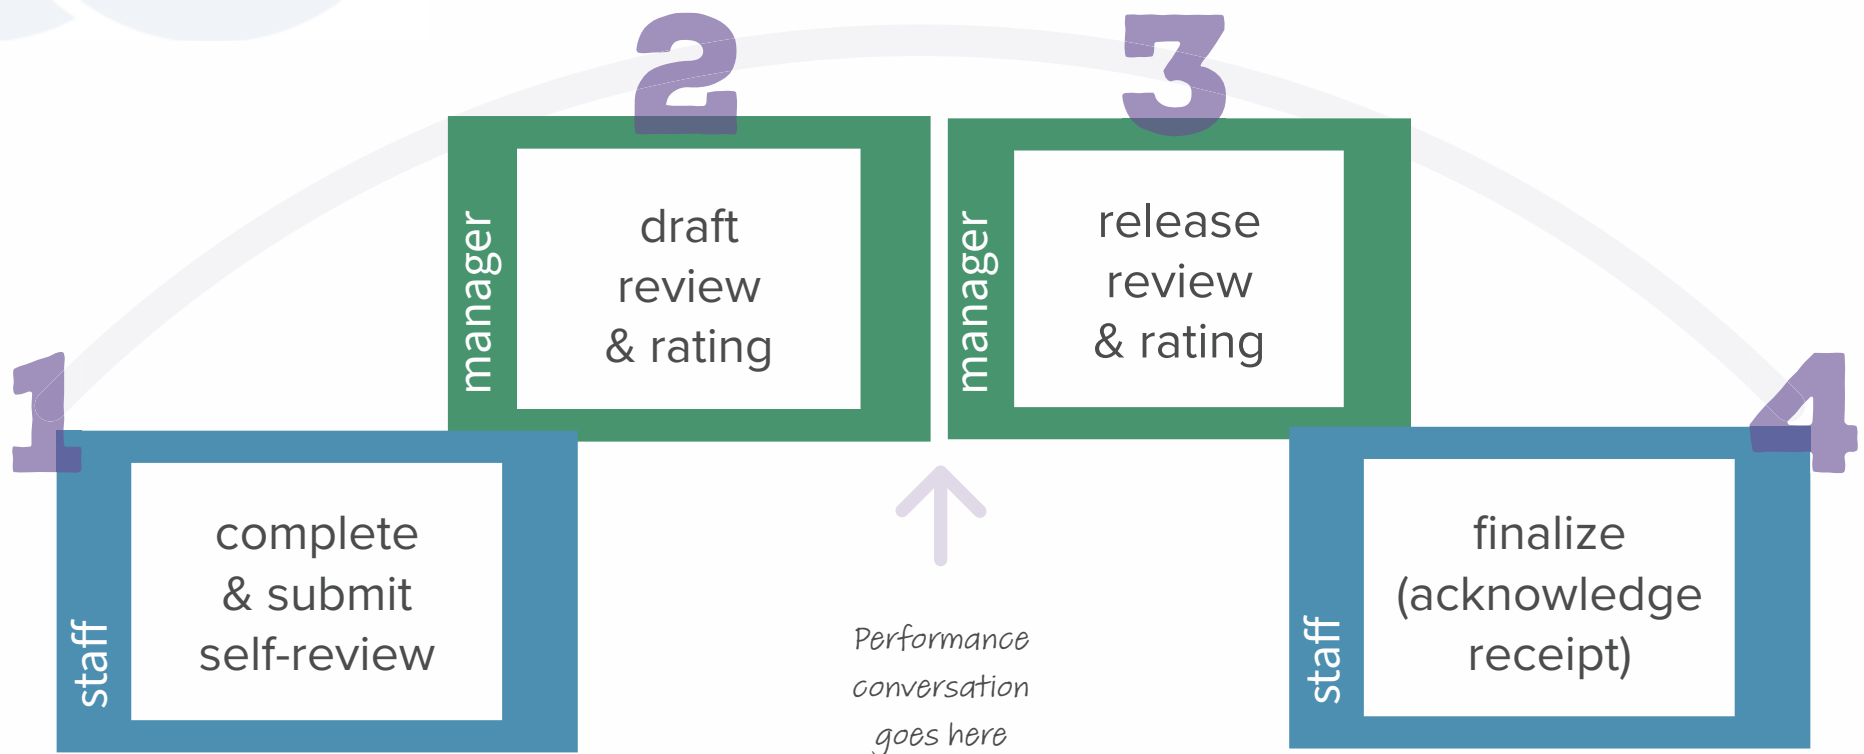 1
staff
complete
& submit
self-review
2
manager
draft
review
& rating
Performance
conversation
goes here
3
manager
release
review
& rating
4
staff
finalize
(acknowledge
receipt)